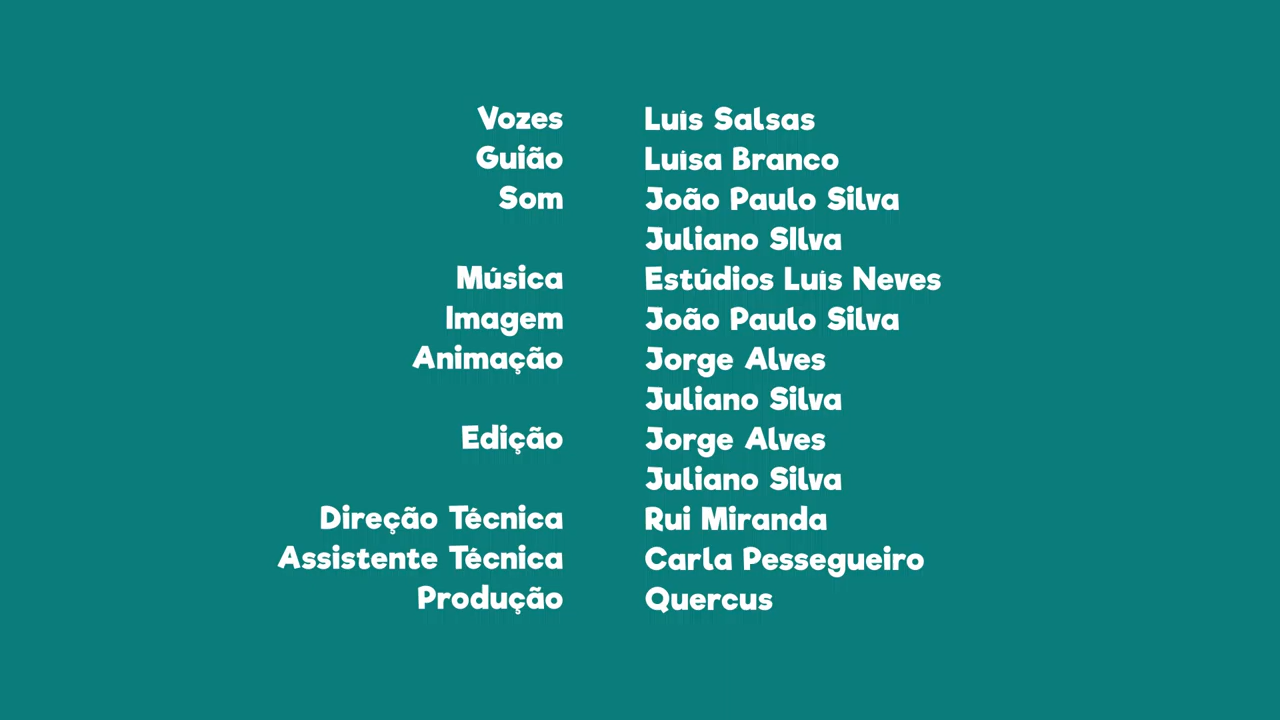 Vozes Luís Salsas
Guião Luísa Branco
Som João Paulo Silva
Juliano SIlva
Música Estúdios Luís Neves
Imagem João Paulo Silva
Animação Jorge Alves
Juliano Silva
Edição Jorge Alves
Juliano Silva
Direção Técnica Rui Miranda
Assistente Técnica Carla Pessegueiro
Produção Quercus